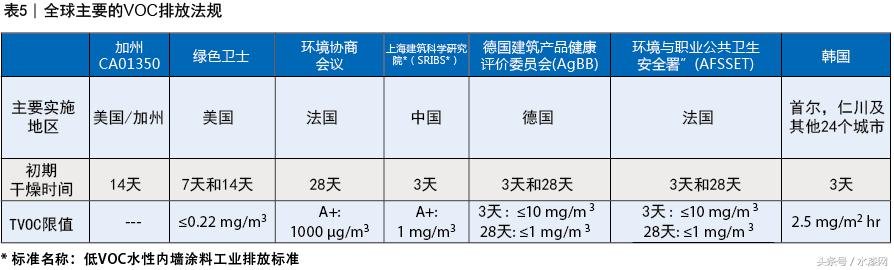 表5｜全球主要的VOC排放法规
加州
CA01350
绿色卫士
环境协商
会议
上海建筑科学研究
院*（SRIBS*）
德国建筑产品健康
评价委员会(AgBB)
环境与职业公共卫生
安全署”(AFSSET)
韩国
主要实施
地区
美国/加州
美国
法国
中国
德国
法国
首尔，仁川及
其他24个城市
初期
干燥时间
14天
7天和14天
28天
3天
3天和28天
3天和28天
3天
TVOC限值
---
≤0.22 mg/m³
A+:
1000 μg/m³
A+:
1 mg/m³
3天：≤10 mg/m³
28天: ≤1 mg/m³
3天：≤10 mg/m³
28天: ≤1 mg/m³
2.5 mg/m² hr
* 标准名称：低VOC水性内墙涂料工业排放标准
头条号 / 水漆网